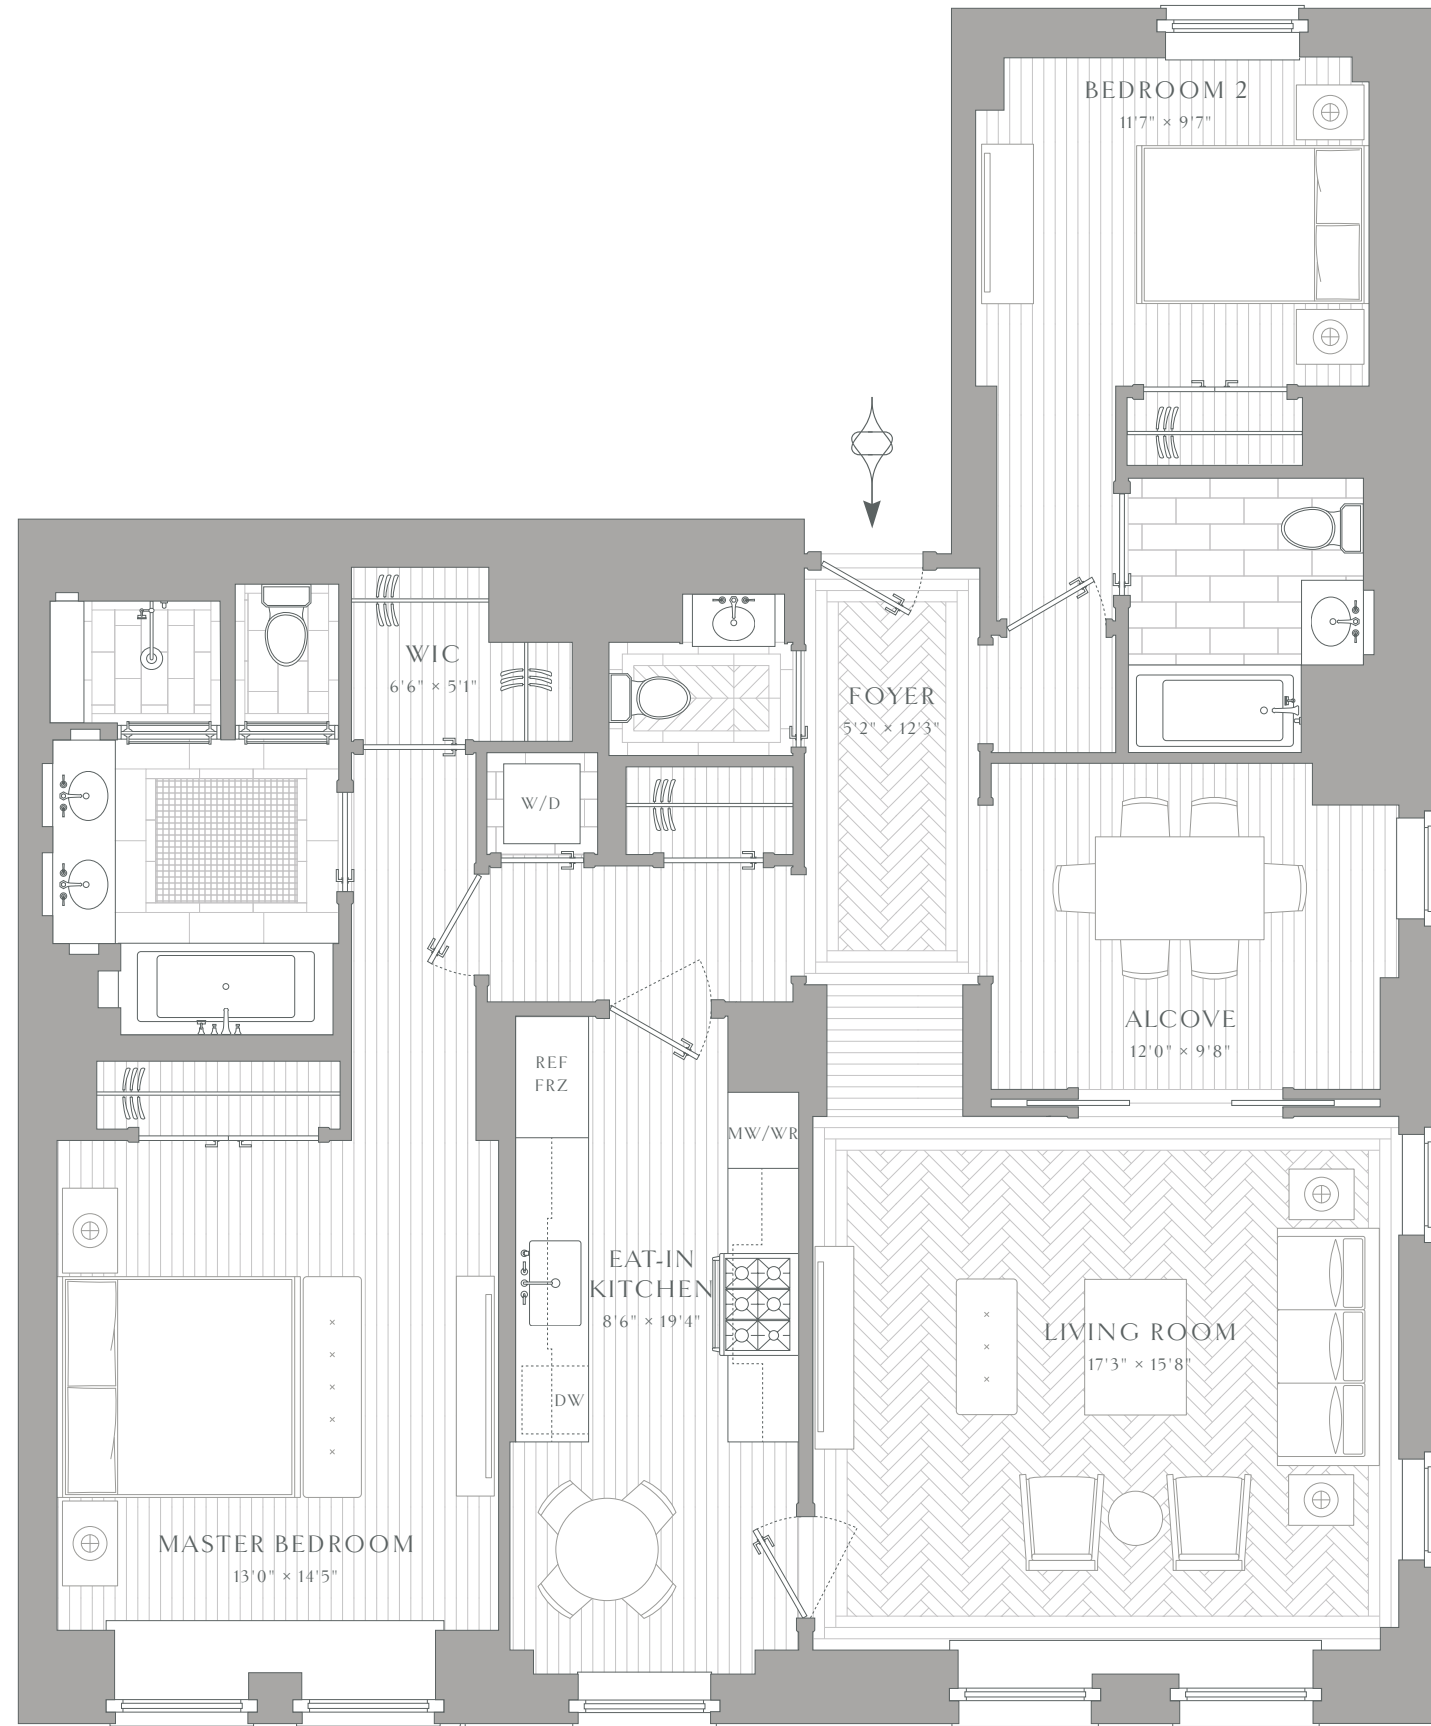 BEDROOM 2
11'7" × 9'7"
WIC
6'6" × 5'1"
FOYER
5'2" × 12'3"
W/D
ALCOVE
12'0" × 9'8"
REF
FRZ
MW/WR
EAT-IN
KITCHEN
8'6" × 19'4"
LIVING ROOM
17'3" × 15'8"
DW
MASTER BEDROOM
13'0" × 14'5"